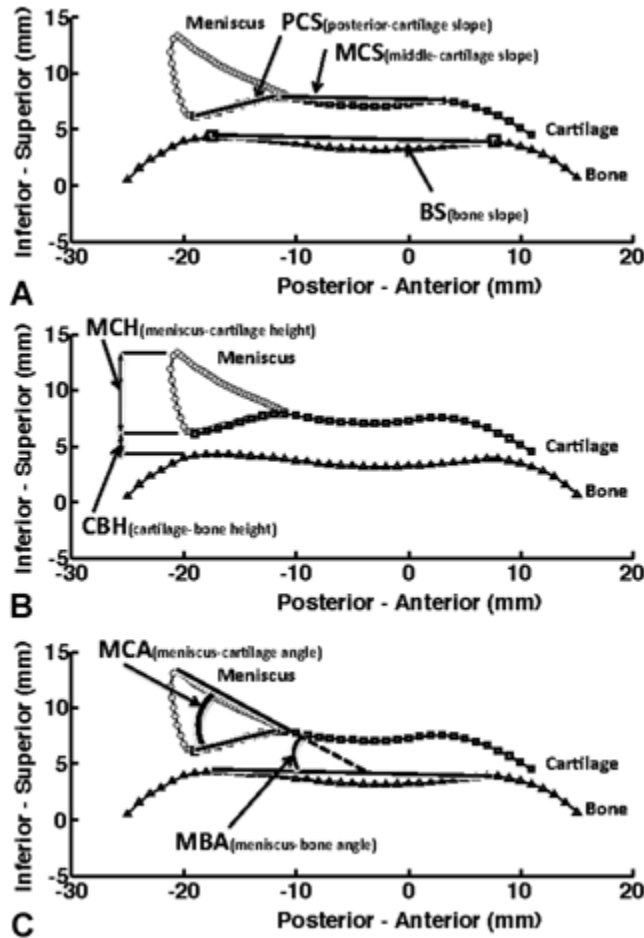 Meniscus
PCS(posterior-cartilage slope)
MCS(middle-cartilage slope)
Cartilage
Bone
BS(bone slope)
Inferior - Superior (mm)
15
10
5
0
-5
-30 -20 -10 0 10 20
Posterior - Anterior (mm)
A
MCH(meniscus-cartilage height)
Meniscus
Cartilage
Bone
CBH(cartilage-bone height)
Inferior - Superior (mm)
15
10
5
0
-5
-30 -20 -10 0 10 20
Posterior - Anterior (mm)
B
MCA(meniscus-cartilage angle)
Meniscus
Cartilage
Bone
MBA(meniscus-bone angle)
Inferior - Superior (mm)
15
10
5
0
-5
-30 -20 -10 0 10 20
Posterior - Anterior (mm)
C